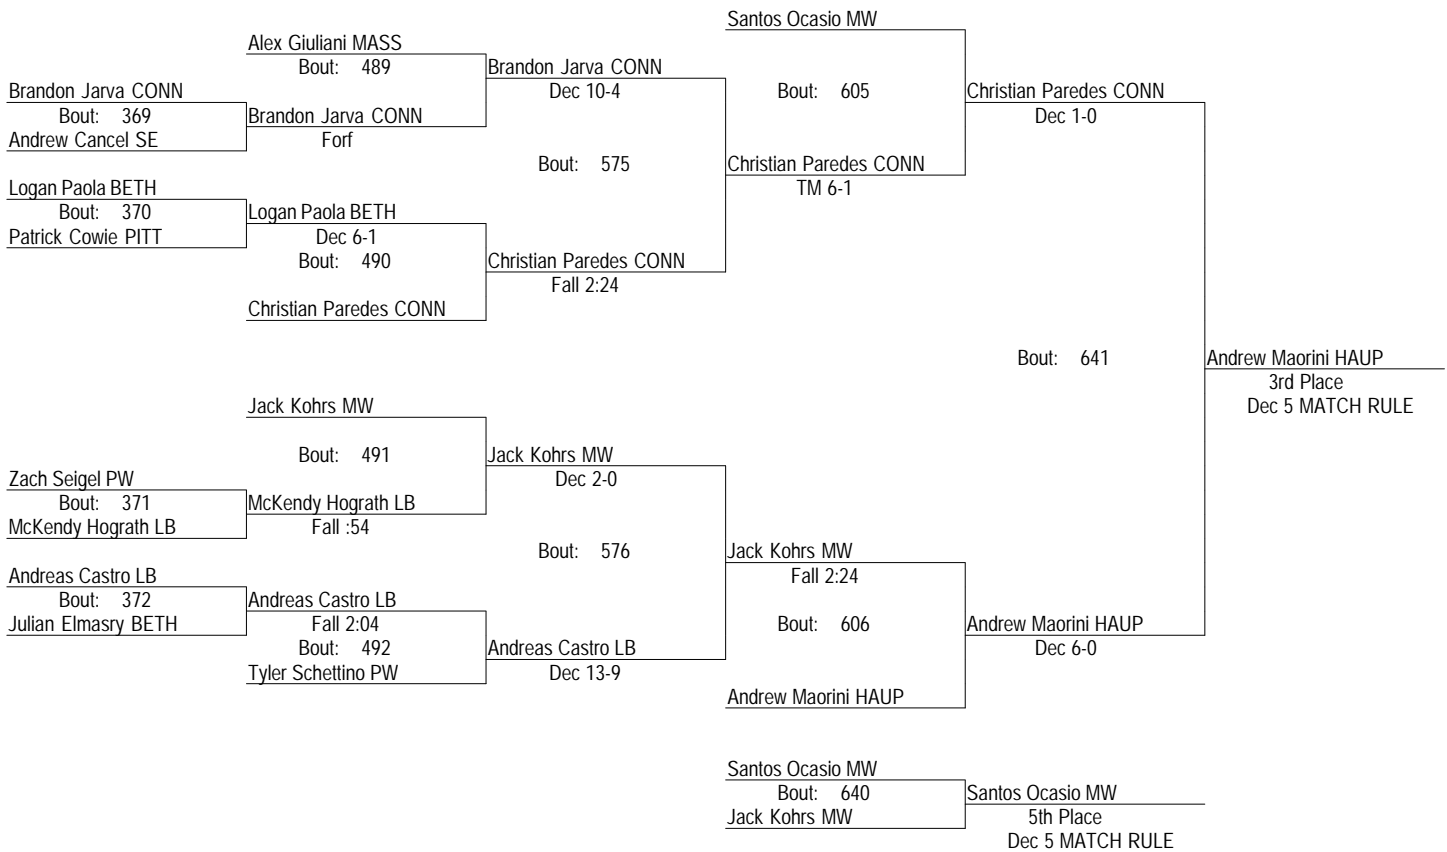 Santos Ocasio MW
Alex Giuliani MASS
Bout: 489
Brandon Jarva CONN
Dec 10-4
Brandon Jarva CONN
Bout: 369
Andrew Cancel SE
Brandon Jarva CONN
Forf
Bout: 605
Christian Paredes CONN
Dec 1-0
Bout: 575
Christian Paredes CONN
TM 6-1
Logan Paola BETH
Bout: 370
Patrick Cowie PITT
Logan Paola BETH
Dec 6-1
Bout: 490
Christian Paredes CONN
Fall 2:24
Christian Paredes CONN
Bout: 641
Andrew Maorini HAUP
3rd Place
Dec 5 MATCH RULE
Jack Kohrs MW
Bout: 491
Jack Kohrs MW
Dec 2-0
Zach Seigel PW
Bout: 371
McKendy Hograth LB
McKendy Hograth LB
Fall :54
Bout: 576
Jack Kohrs MW
Fall 2:24
Andreas Castro LB
Bout: 372
Julian Elmasry BETH
Andreas Castro LB
Fall 2:04
Bout: 492
Tyler Schettino PW
Andreas Castro LB
Dec 13-9
Bout: 606
Andrew Maorini HAUP
Dec 6-0
Andrew Maorini HAUP
Santos Ocasio MW
Bout: 640
Jack Kohrs MW
Santos Ocasio MW
5th Place
Dec 5 MATCH RULE